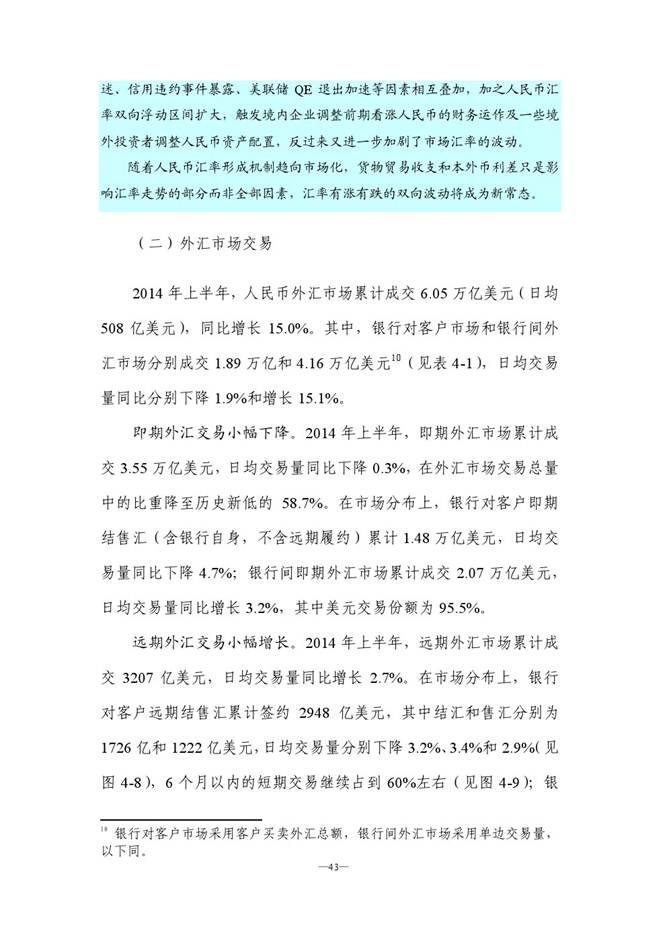 迷、信用违约事件暴露、美联储 QE 退出加速等因素相互叠加，加之人民币汇
率双向浮动区间扩大，触发境内企业调整前期看涨人民币的财务运作及一些境
外投资者调整人民币资产配置，反过来又进一步加剧了市场汇率的波动。
随着人民币汇率形成机制趋向市场化，货物贸易收支和本外币利差只是影
响汇率走势的部分而非全部因素，汇率有涨有跌的双向波动将成为新常态。
（二）外汇市场交易
2014 年上半年，人民币外汇市场累计成交 6.05 万亿美元（日均
508 亿美元），同比增长 15.0%。其中，银行对客户市场和银行间外
汇市场分别成交 1.89 万亿和 4.16 万亿美元10（见表 4-1），日均交易
量同比分别下降 1.9%和增长 15.1%。
即期外汇交易小幅下降。2014 年上半年，即期外汇市场累计成
交 3.55 万亿美元，日均交易量同比下降 0.3%，在外汇市场交易总量
中的比重降至历史新低的 58.7%。在市场分布上，银行对客户即期
结售汇（含银行自身，不含远期履约）累计 1.48 万亿美元，日均交
易量同比下降 4.7%；银行间即期外汇市场累计成交 2.07 万亿美元，
日均交易量同比增长 3.2%，其中美元交易份额为 95.5%。
远期外汇交易小幅增长。2014 年上半年，远期外汇市场累计成
交 3207 亿美元，日均交易量同比增长 2.7%。在市场分布上，银行
对客户远期结售汇累计签约 2948 亿美元，其中结汇和售汇分别为
1726 亿和 1222 亿美元，日均交易量分别下降 3.2%、3.4%和 2.9%（见
图 4-8），6 个月以内的短期交易继续占到 60%左右（见图 4-9）；银
10 银行对客户市场采用客户买卖外汇总额，银行间外汇市场采用单边交易量，
以下同。
—43—